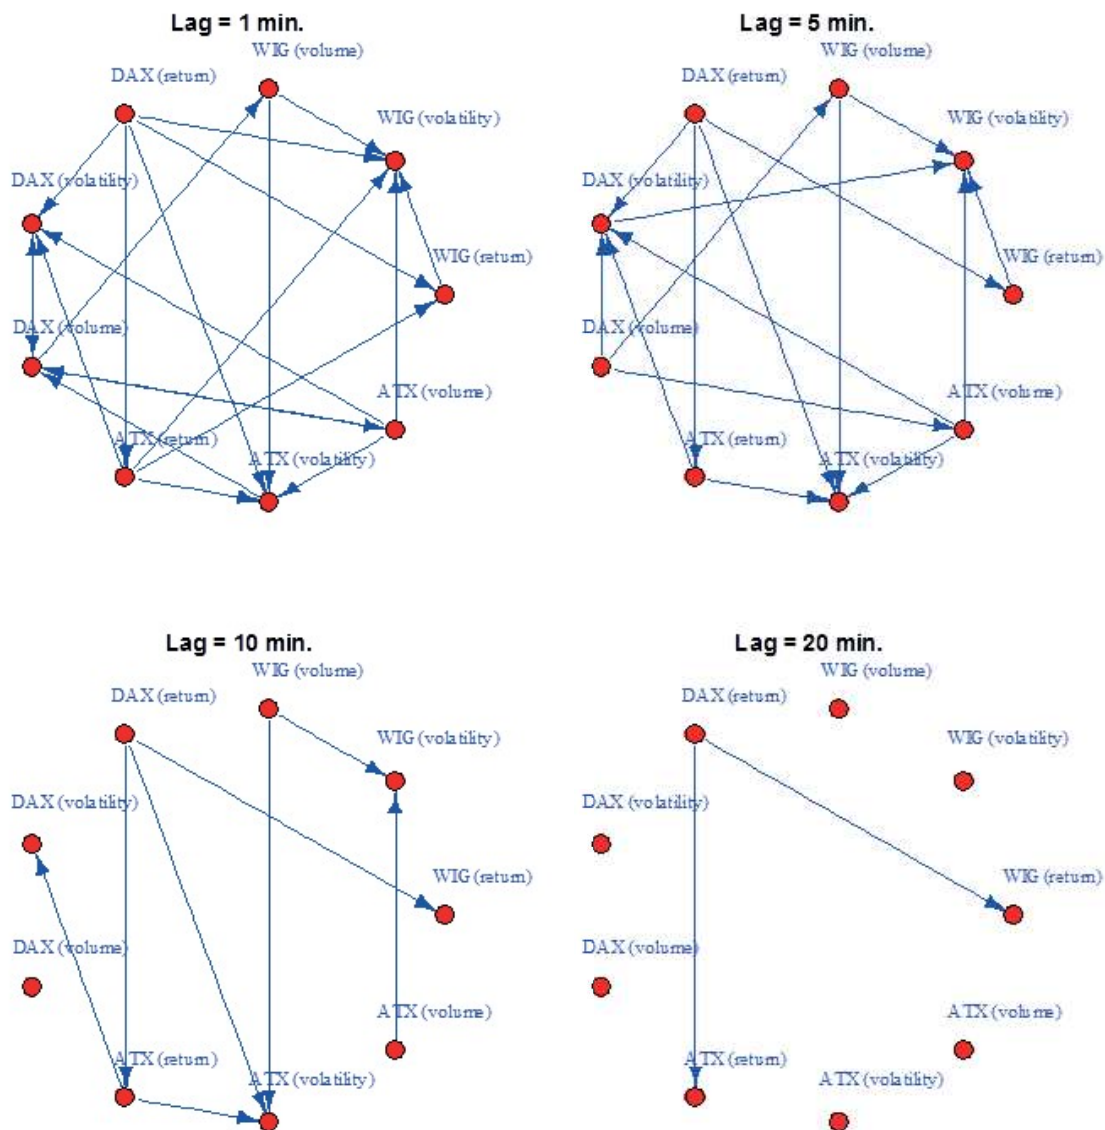 Lag = 1 min.
WIG (volume)
DAX (return)
WIG (volatility)
DAX (volatility)
WIG (return)
DAX (volume)
ATX (volume)
ATX (return)
ATX (volatility)
Lag = 5 min.
WIG (volume)
DAX (return)
WIG (volatility)
DAX (volatility)
WIG (return)
DAX (volume)
ATX (volume)
ATX (return)
ATX (volatility)
Lag = 10 min.
WIG (volume)
DAX (return)
WIG (volatility)
DAX (volatility)
WIG (return)
DAX (volume)
ATX (volume)
ATX (return)
ATX (volatility)
Lag = 20 min.
WIG (volume)
DAX (return)
WIG (volatility)
DAX (volatility)
WIG (return)
DAX (volume)
ATX (volume)
ATX (return)
ATX (volatility)